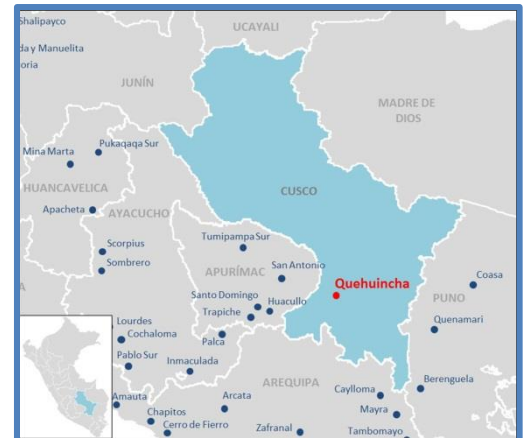 Shalipayco
UCAYALI
da y Manuelita
oria
JUNÍN
MADRE DE
DIOS
Pukaqaqa Sur
Mina Marta
HUANCAVELICA
CUSCO
Apacheta
AYACUCHO
Tumipampa Sur
Scorpius
Sombrero
APURÍMAC
San Antonio
Coasa
Quehuincha
Santo Domingo
Huacullo
PUNO
Trapiche
Lourdes
Quenamari
Cochaloma
Palca
Pablo Sur
Inmaculada
AREQUIPA
Berenguela
Caylloma
Amauta
Arcata
Chapitos
Mayra
Cerro de Fierro
Zafranal
Tambomayo